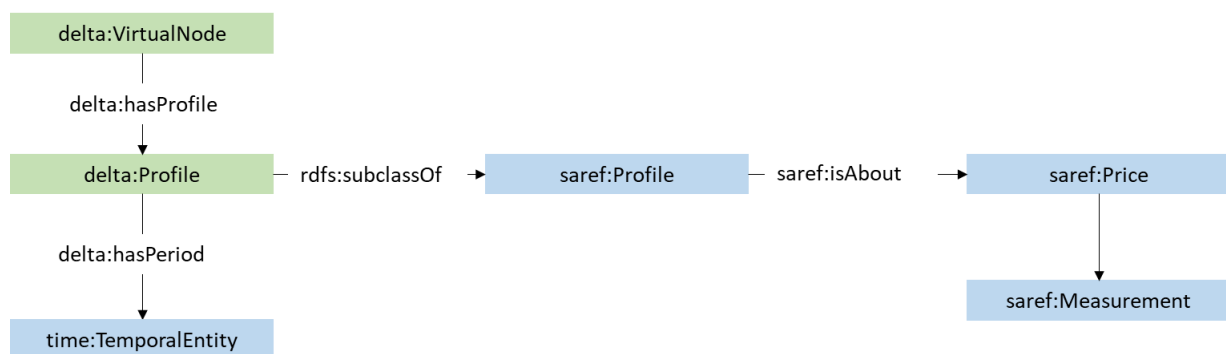 delta:VirtualNode
delta:hasProfile
delta:Profile rdfs:subclassOf saref:Profile saref:isAbout saref:Price
delta:hasPeriod
saref:Measurement
time:TemporalEntity